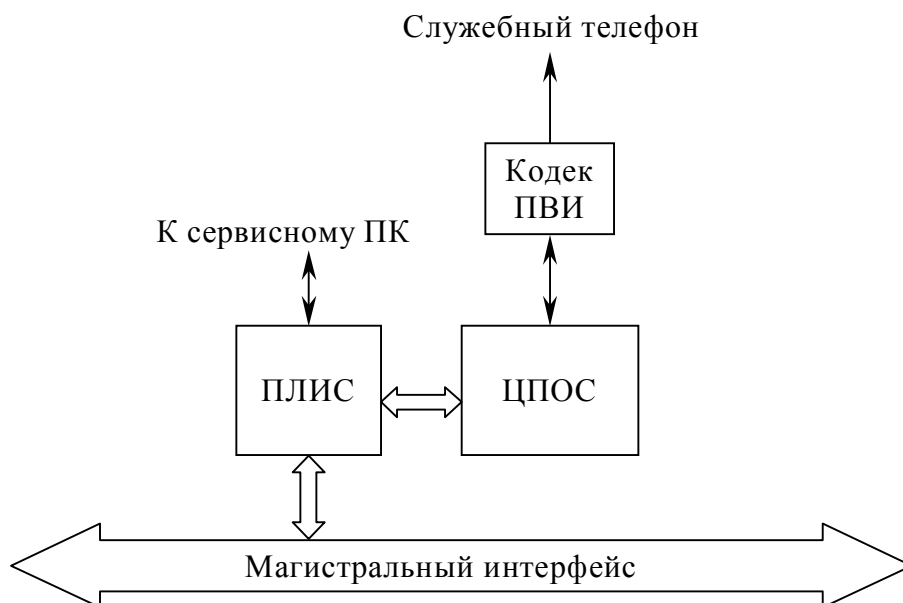 Служебный телефон
Кодек
ПВИ
К сервисному ПК
ПЛИС
ЦПОС
Магистральный интерфейс